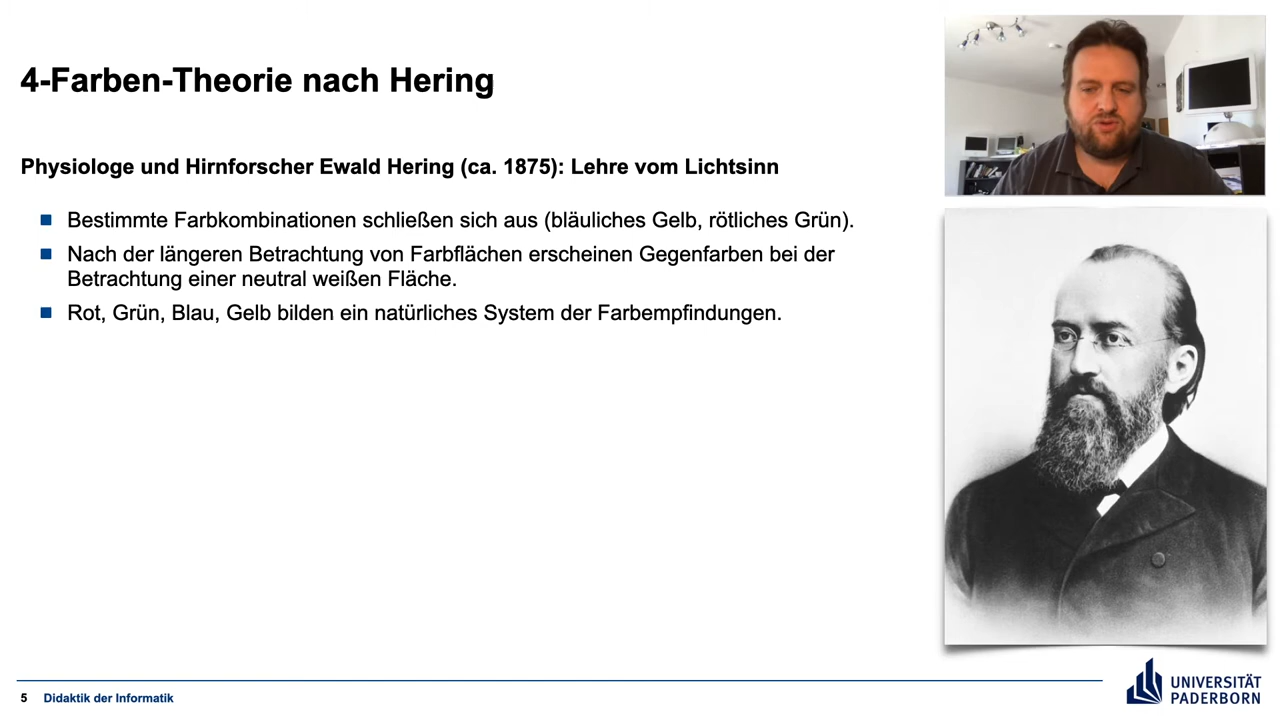 4-Farben-Theorie nach Hering
Physiologe und Hirnforscher Ewald Hering (ca. 1875): Lehre vom Lichtsinn
Bestimmte Farbkombinationen schließen sich aus (bläuliches Gelb, rötliches Grün).
Nach der längeren Betrachtung von Farbflächen erscheinen Gegenfarben bei der
Betrachtung einer neutral weißen Fläche.
Rot, Grün, Blau, Gelb bilden ein natürliches System der Farbempfindungen.
5 Didaktik der Informatik
UNIVERSITÄT
PADERBORN